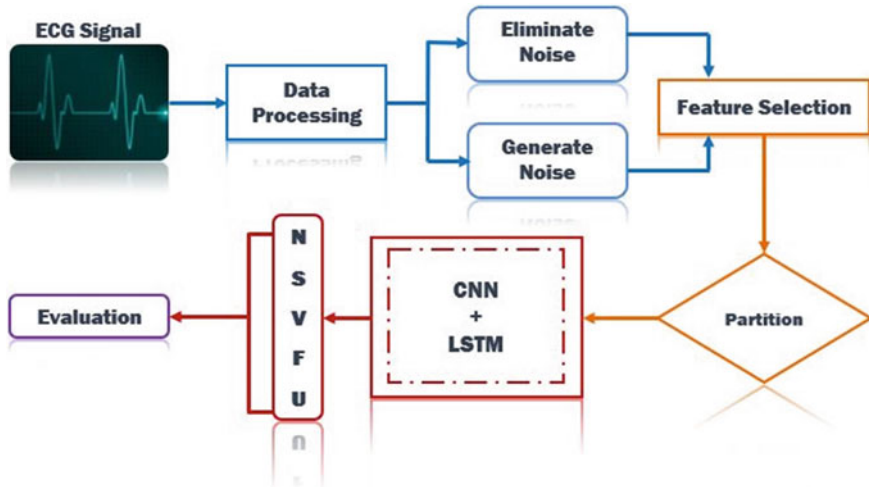 ECG Signal
Data
Processing
Eliminate
Noise
Generate
Noise
Feature Selection
Partition
CNN
+
LSTM
N
S
V
F
U
Evaluation